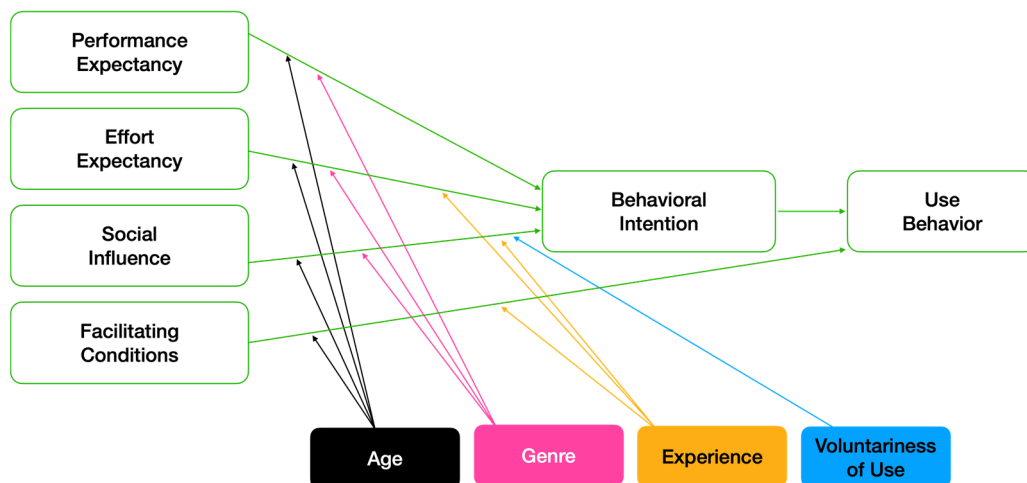 Performance
Expectancy
Effort
Expectancy
Social
Influence
Facilitating
Conditions
Behavioral
Intention
Use
Behavior
Age
Genre
Experience
Voluntariness
of Use